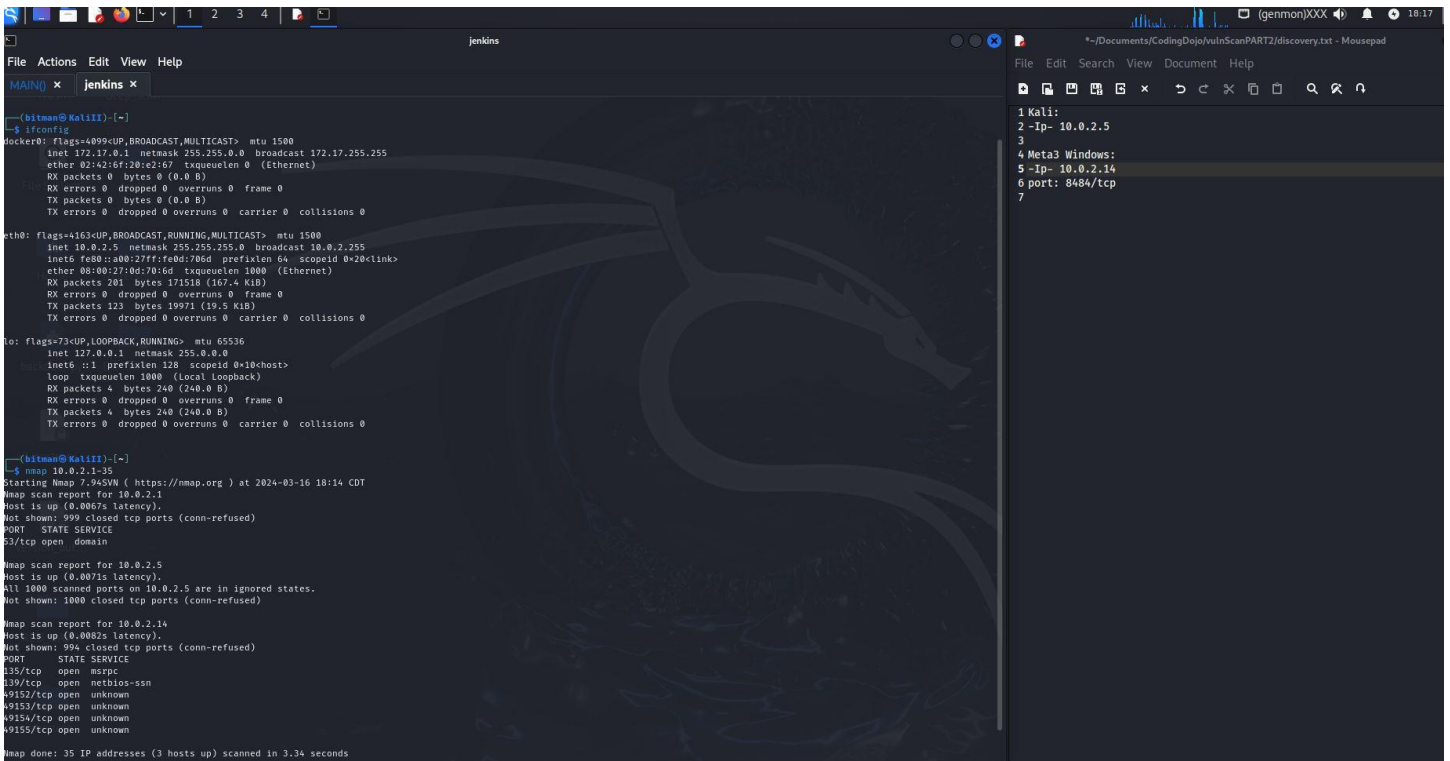 1 2 3 4
(genmon)XXX
18:17
jenkins
File Actions Edit View Help
MAIN() ×
jenkins ×
┌──(bitman㉿KaliII)-[~]
└─$ ifconfig
docker0: flags=4099<UP,BROADCAST,MULTICAST> mtu 1500
inet 172.17.0.1 netmask 255.255.0.0 broadcast 172.17.255.255
ether 02:42:6f:20:e2:67 txqueuelen 0 (Ethernet)
RX packets 0 bytes 0 (0.0 B)
RX errors 0 dropped 0 overruns 0 frame 0
TX packets 0 bytes 0 (0.0 B)
TX errors 0 dropped 0 overruns 0 carrier 0 collisions 0
eth0: flags=4163<UP,BROADCAST,RUNNING,MULTICAST> mtu 1500
inet 10.0.2.5 netmask 255.255.255.0 broadcast 10.0.2.255
inet6 fe80::a00:27ff:fe0d:706d prefixlen 64 scopeid 0×20<link>
ether 08:00:27:0d:70:6d txqueuelen 1000 (Ethernet)
RX packets 201 bytes 171518 (167.4 KiB)
RX errors 0 dropped 0 overruns 0 frame 0
TX packets 123 bytes 19971 (19.5 KiB)
TX errors 0 dropped 0 overruns 0 carrier 0 collisions 0
lo: flags=73<UP,LOOPBACK,RUNNING> mtu 65536
inet 127.0.0.1 netmask 255.0.0.0
inet6 ::1 prefixlen 128 scopeid 0×10<host>
loop txqueuelen 1000 (Local Loopback)
RX packets 4 bytes 240 (240.0 B)
RX errors 0 dropped 0 overruns 0 frame 0
TX packets 4 bytes 240 (240.0 B)
TX errors 0 dropped 0 overruns 0 carrier 0 collisions 0
┌──(bitman㉿KaliII)-[~]
└─$ nmap 10.0.2.1-35
Starting Nmap 7.94SVN ( https://nmap.org ) at 2024-03-16 18:14 CDT
Nmap scan report for 10.0.2.1
Host is up (0.0067s latency).
Not shown: 999 closed tcp ports (conn-refused)
PORT STATE SERVICE
53/tcp open domain
Nmap scan report for 10.0.2.5
Host is up (0.0071s latency).
All 1000 scanned ports on 10.0.2.5 are in ignored states.
Not shown: 1000 closed tcp ports (conn-refused)
Nmap scan report for 10.0.2.14
Host is up (0.0082s latency).
Not shown: 994 closed tcp ports (conn-refused)
PORT STATE SERVICE
135/tcp open msrpc
139/tcp open netbios-ssn
49152/tcp open unknown
49153/tcp open unknown
49154/tcp open unknown
49155/tcp open unknown
Nmap done: 35 IP addresses (3 hosts up) scanned in 3.34 seconds
*~/Documents/CodingDojo/vulnScanPART2/discovery.txt - Mousepad
File Edit Search View Document Help
1 Kali:
2 -Ip- 10.0.2.5
3
4 Meta3 Windows:
5 -Ip- 10.0.2.14
6 port: 8484/tcp
7